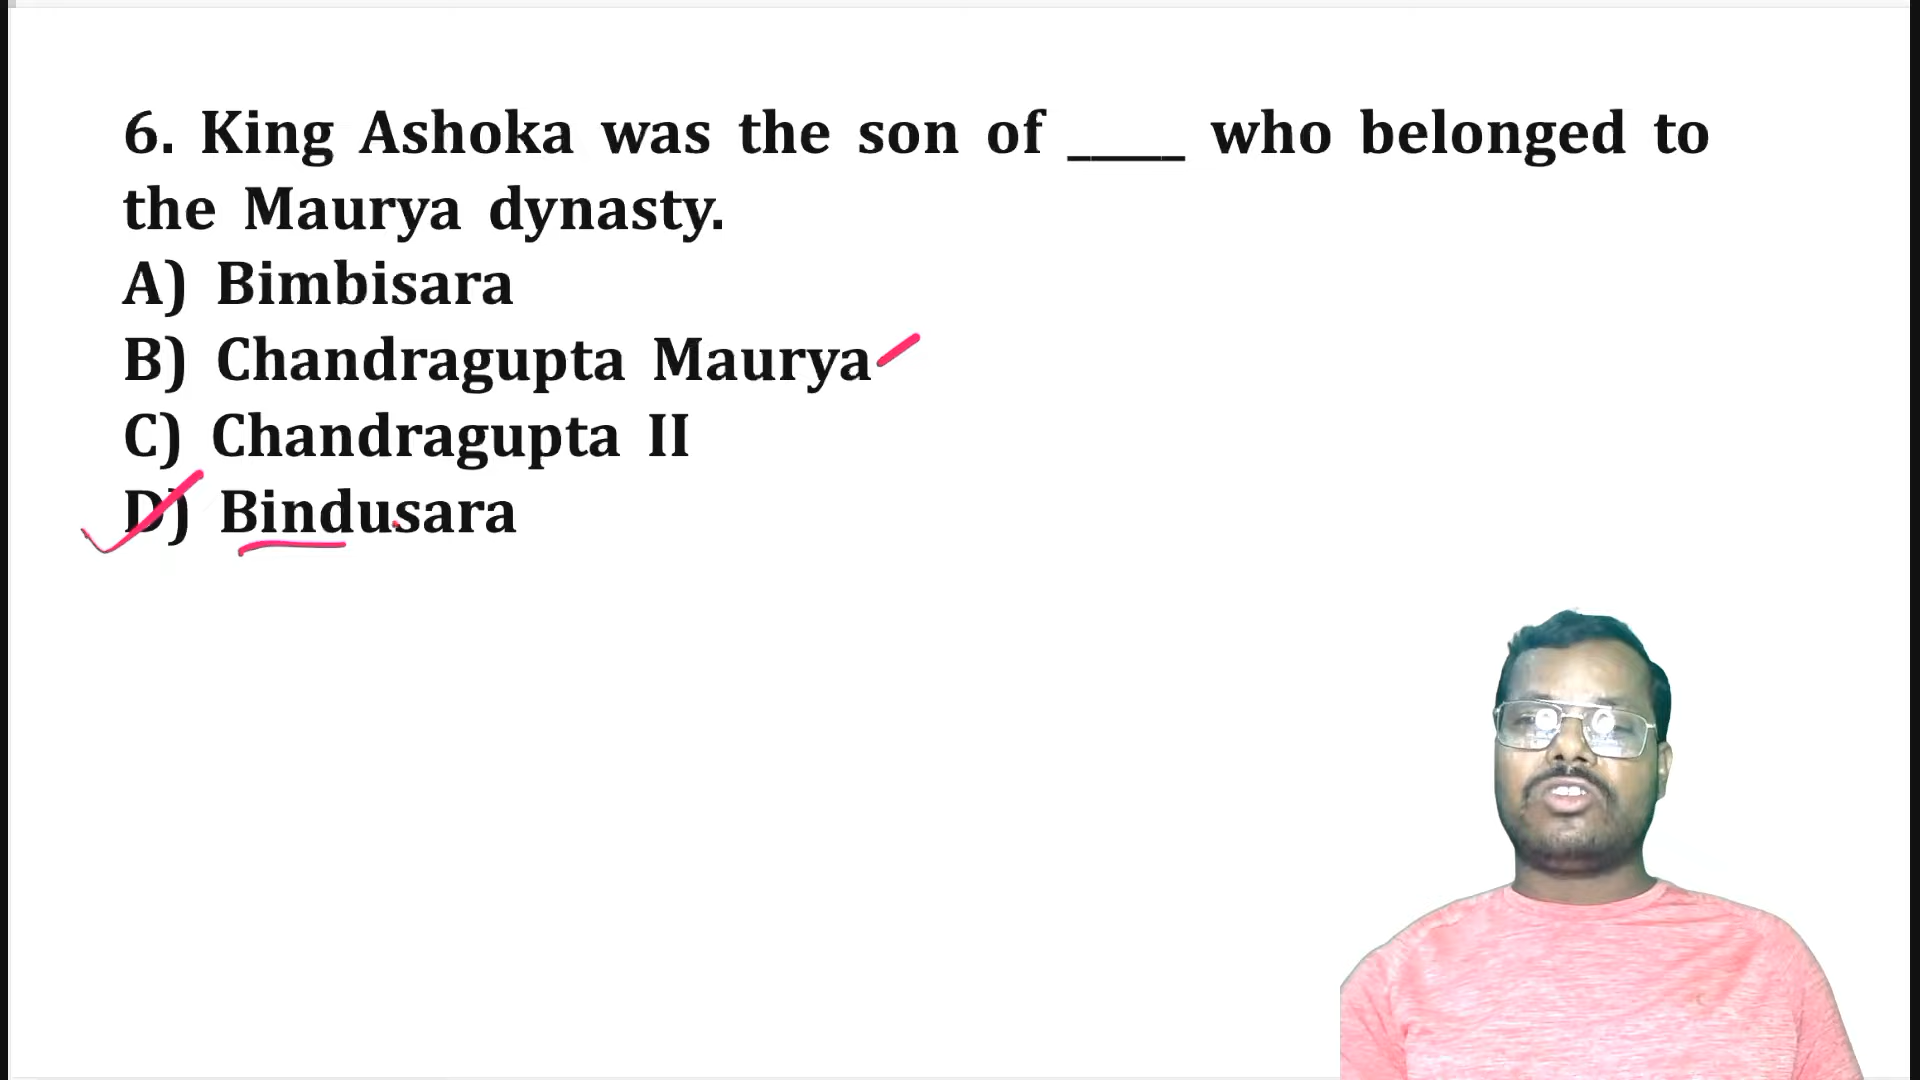 6. King Ashoka was the son of _____ who belonged to
the Maurya dynasty.
A) Bimbisara
B) Chandragupta Maurya
C) Chandragupta II
D) Bindusara